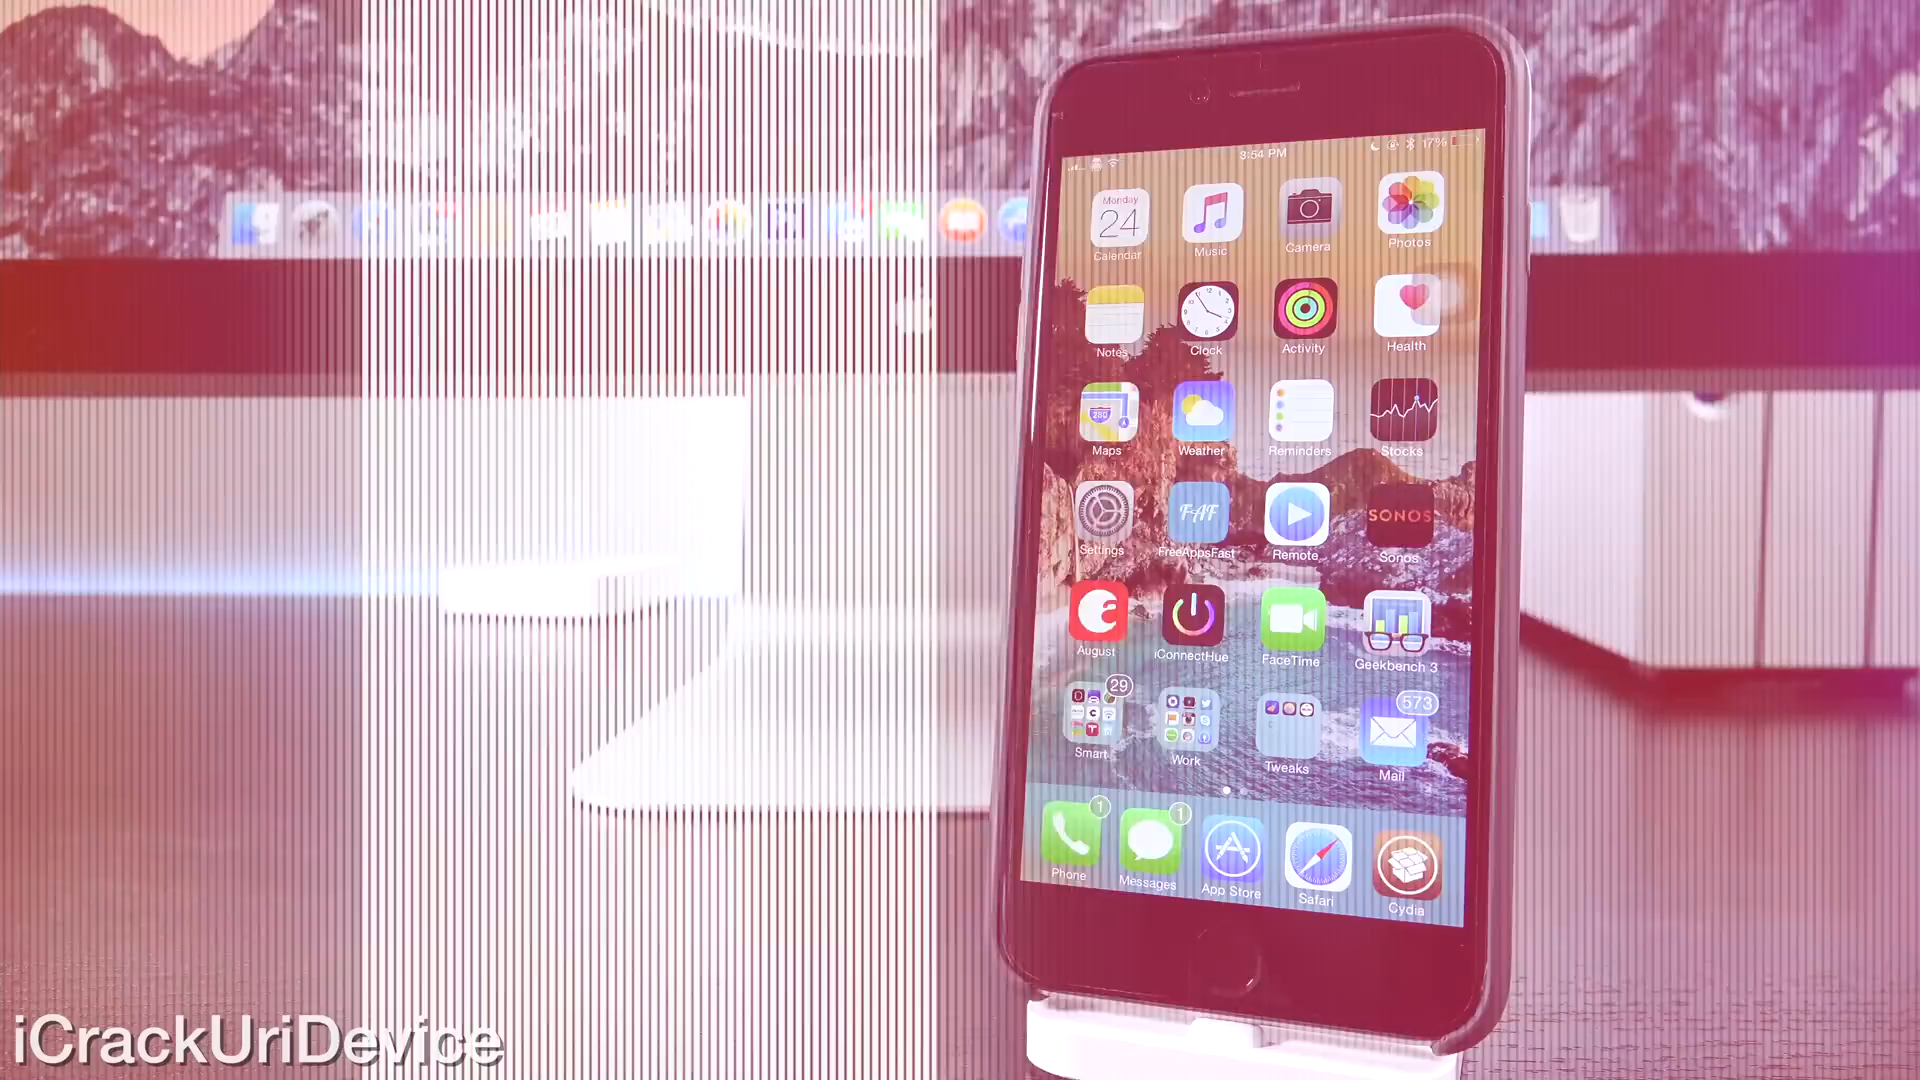 3:54 PM
17%
Monday
24
Calendar
Music
Camera
Photos
Notes
Clock
Activity
Health
280
Maps
Weather
Reminders
Stocks
FAF
SONOS
Settings
FreeAppsFast
Remote
Sonos
August
iConnectHue
FaceTime
Geekbench 3
29
573
Smart
Work
Tweaks
Mail
1
1
Phone
Messages
App Store
Safari
Cydia
iCrackUriDevice